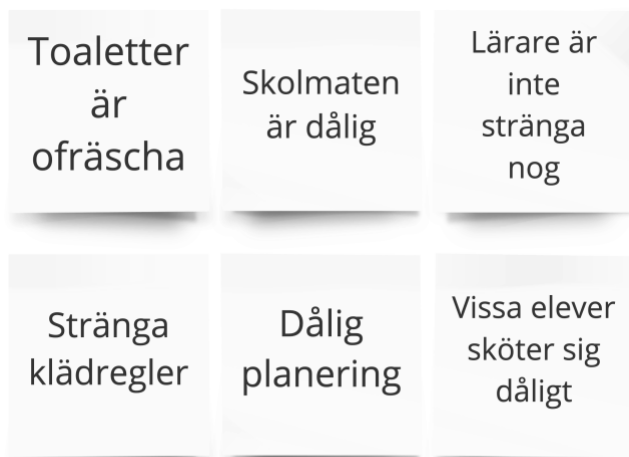 Toaletter
är
ofräscha
Skolmaten
är dålig
Lärare är
inte
stränga
nog
Stränga
klädregler
Dålig
planering
Vissa elever
sköter sig
dåligt